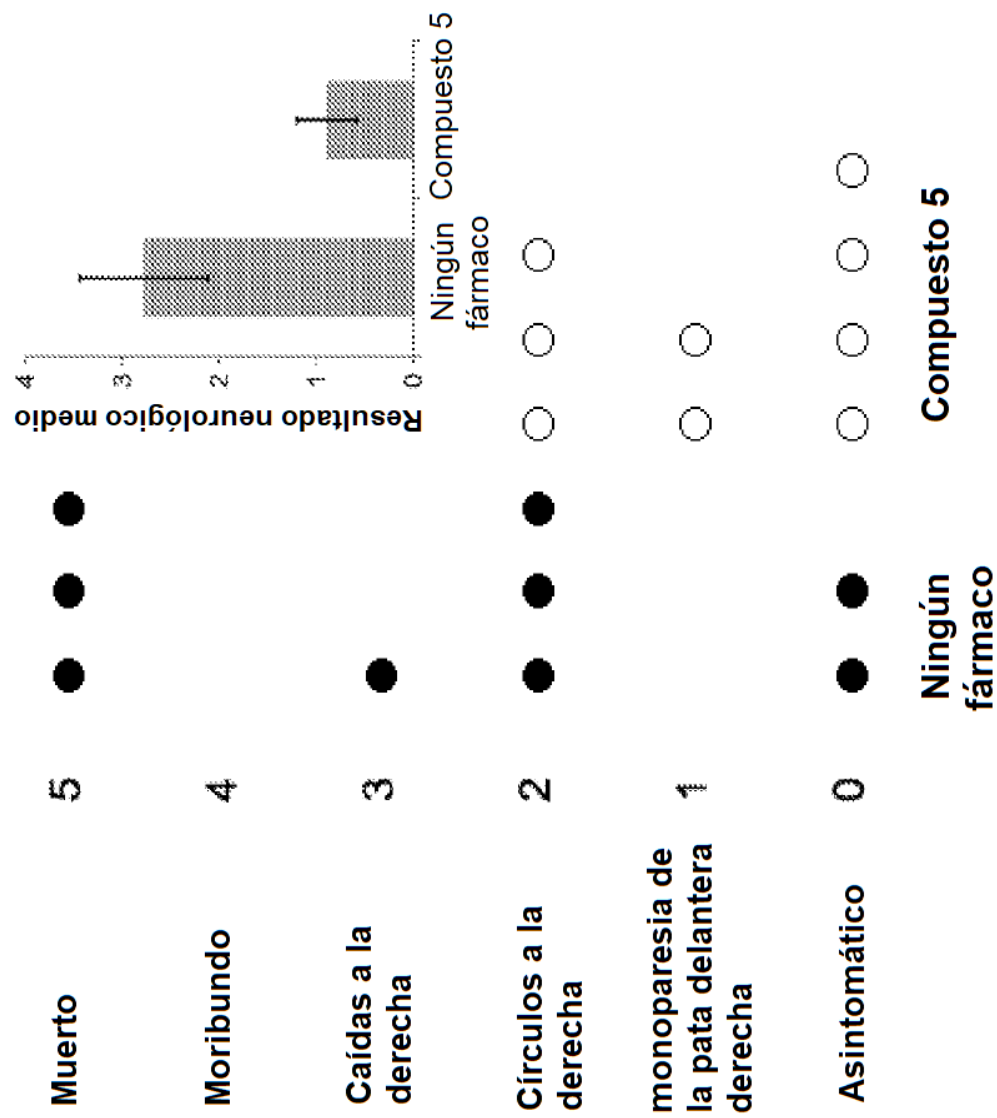 Muerto
5
Moribundo
4
Caídas a la
derecha
3
Círculos a la
derecha
2
monoparesia de
la pata delantera
derecha
1
Asintomático
0
Ningún
fármaco
Compuesto 5
Resultado neurológico medio
4
3
2
1
0
Ningún
fármaco
Compuesto 5